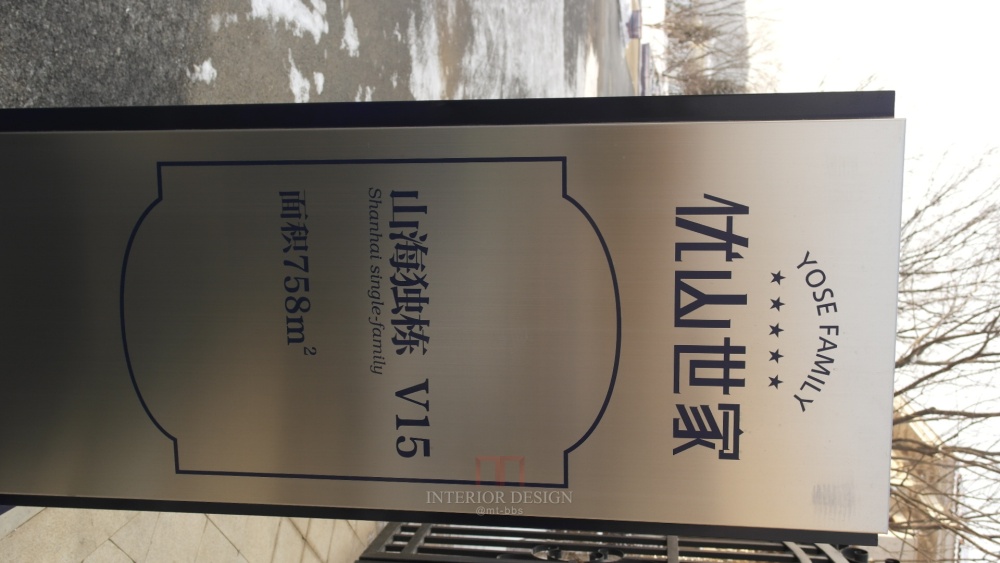 YOSE FAMILY
优山世家
山海独栋 V15
Shanhai single-family
面积758m²
INTERIOR DESIGN
@mt-bbs